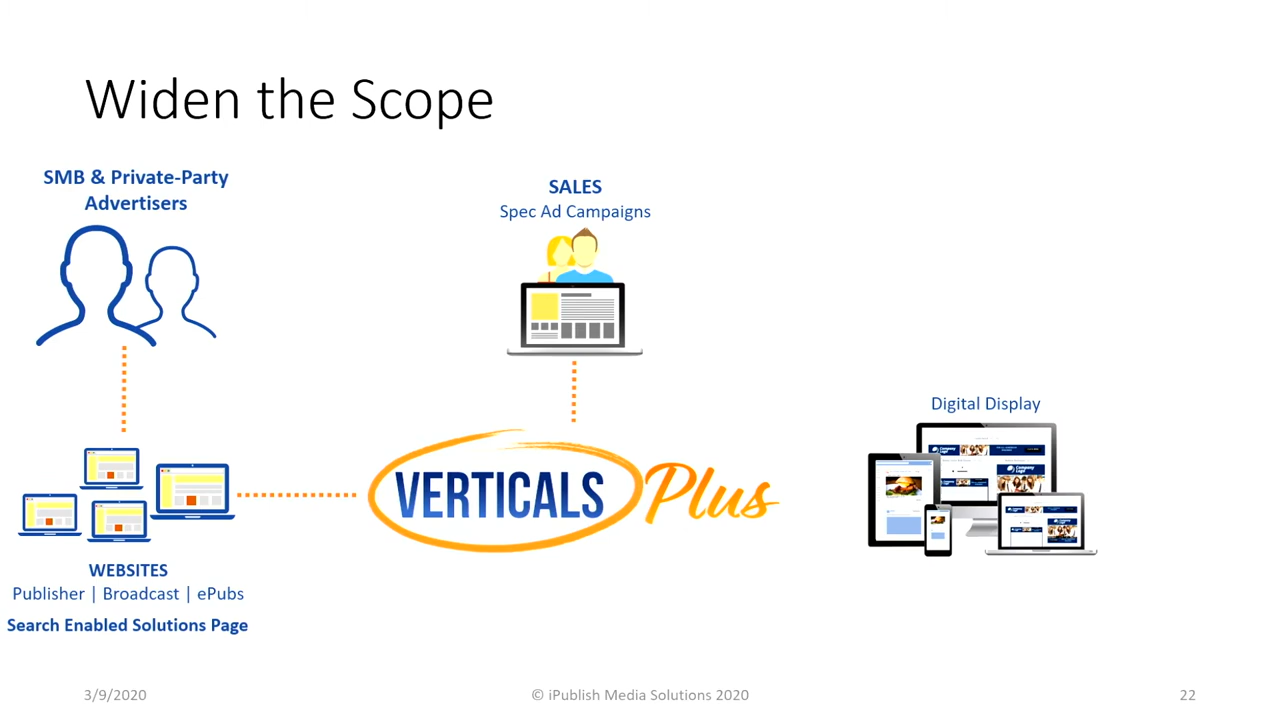 Widen the Scope
SMB & Private-Party
Advertisers
SALES
Spec Ad Campaigns
Digital Display
VERTICALS Plus
WEBSITES
Publisher | Broadcast | ePubs
Search Enabled Solutions Page
3/9/2020
© iPublish Media Solutions 2020
22